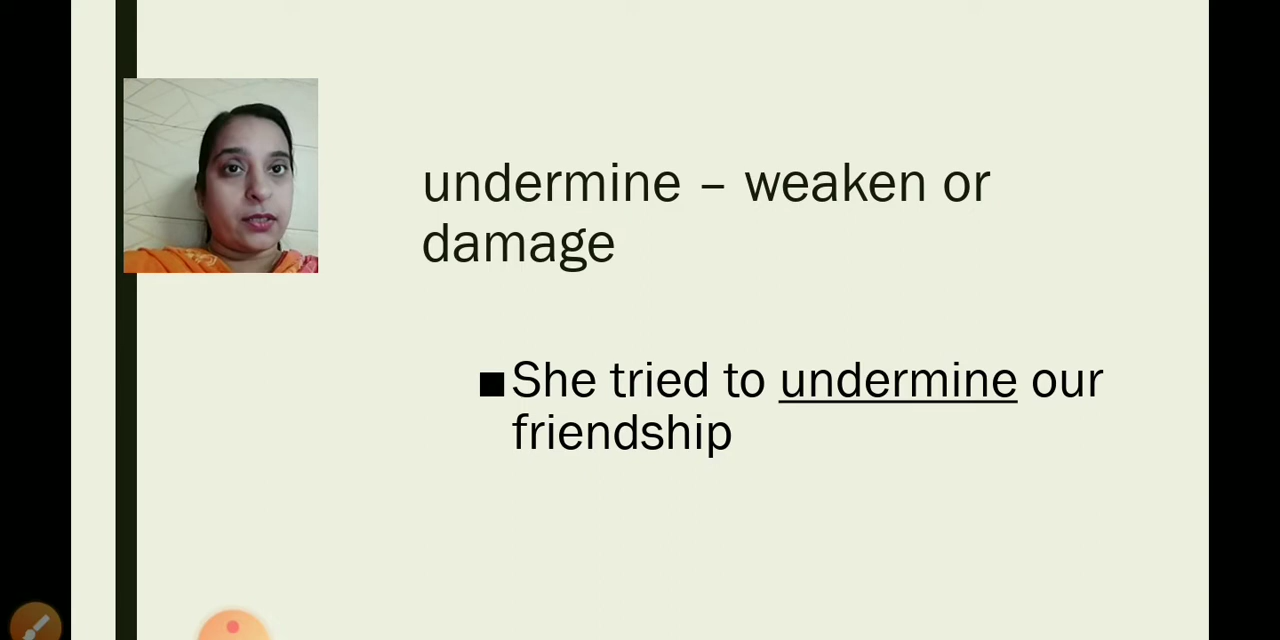 undermine – weaken or
damage
■She tried to undermine our
friendship